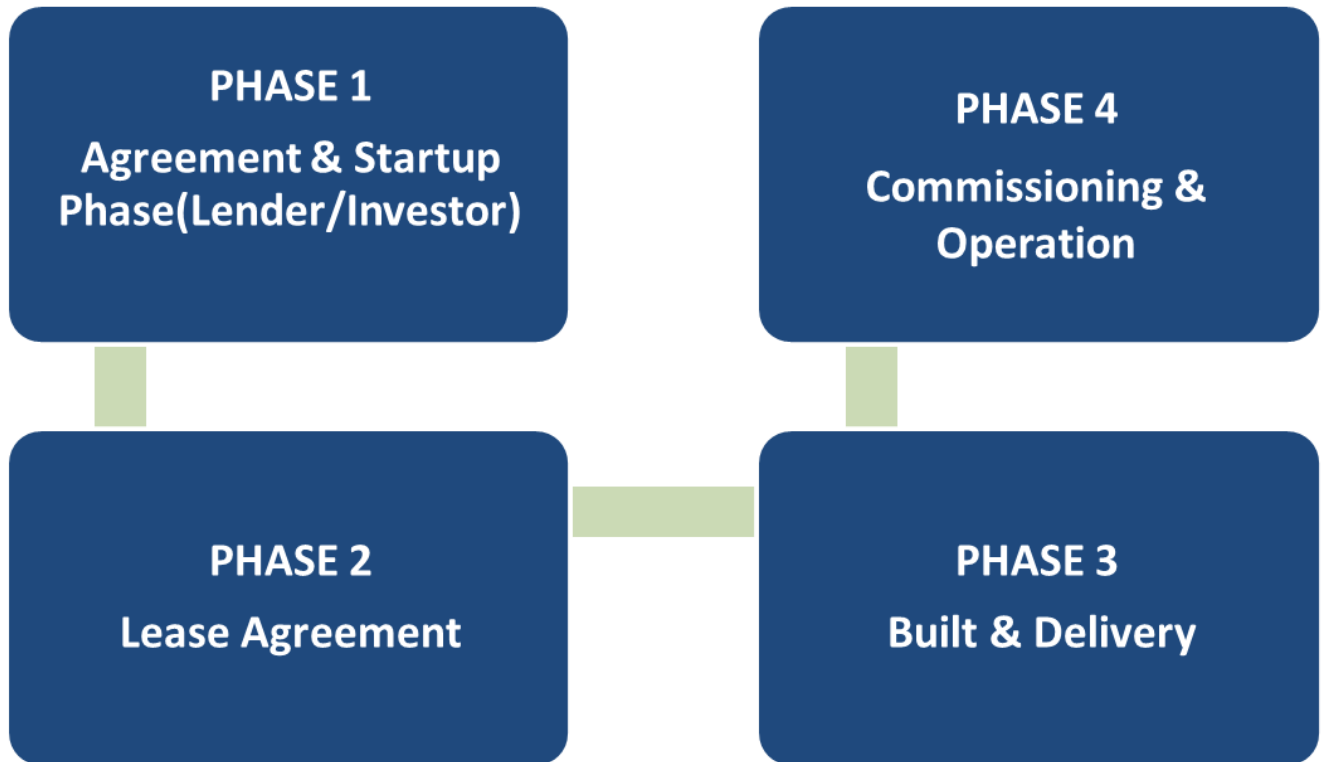 PHASE 1
Agreement & Startup
Phase(Lender/Investor)
PHASE 2
Lease Agreement
PHASE 3
Built & Delivery
PHASE 4
Commissioning &
Operation